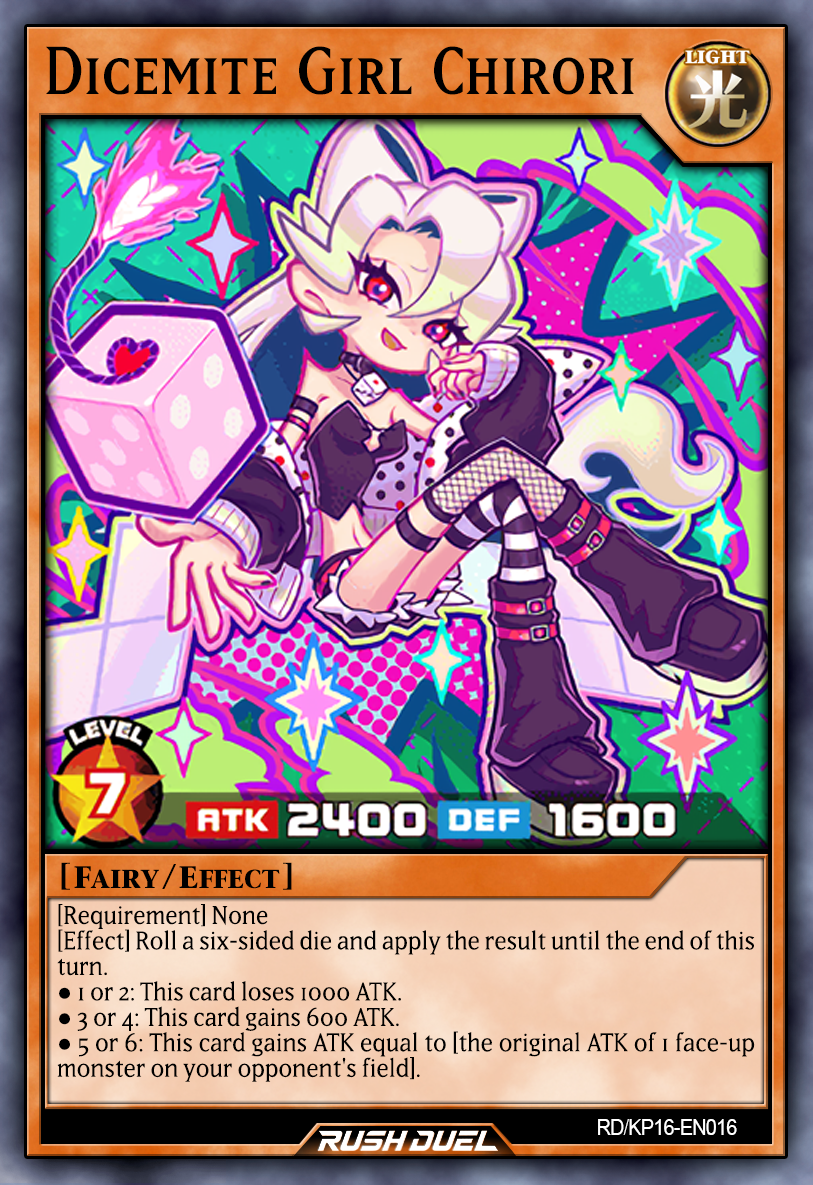 Dicemite Girl Chirori
LIGHT
光
LEVEL
7
ATK 2400 DEF 1600
[Fairy/Effect]
[Requirement] None
[Effect] Roll a six-sided die and apply the result until the end of this
turn.
● 1 or 2: This card loses 1000 ATK.
● 3 or 4: This card gains 600 ATK.
● 5 or 6: This card gains ATK equal to [the original ATK of 1 face-up
monster on your opponent's field].
RD/KP16-EN016
RUSH DUEL